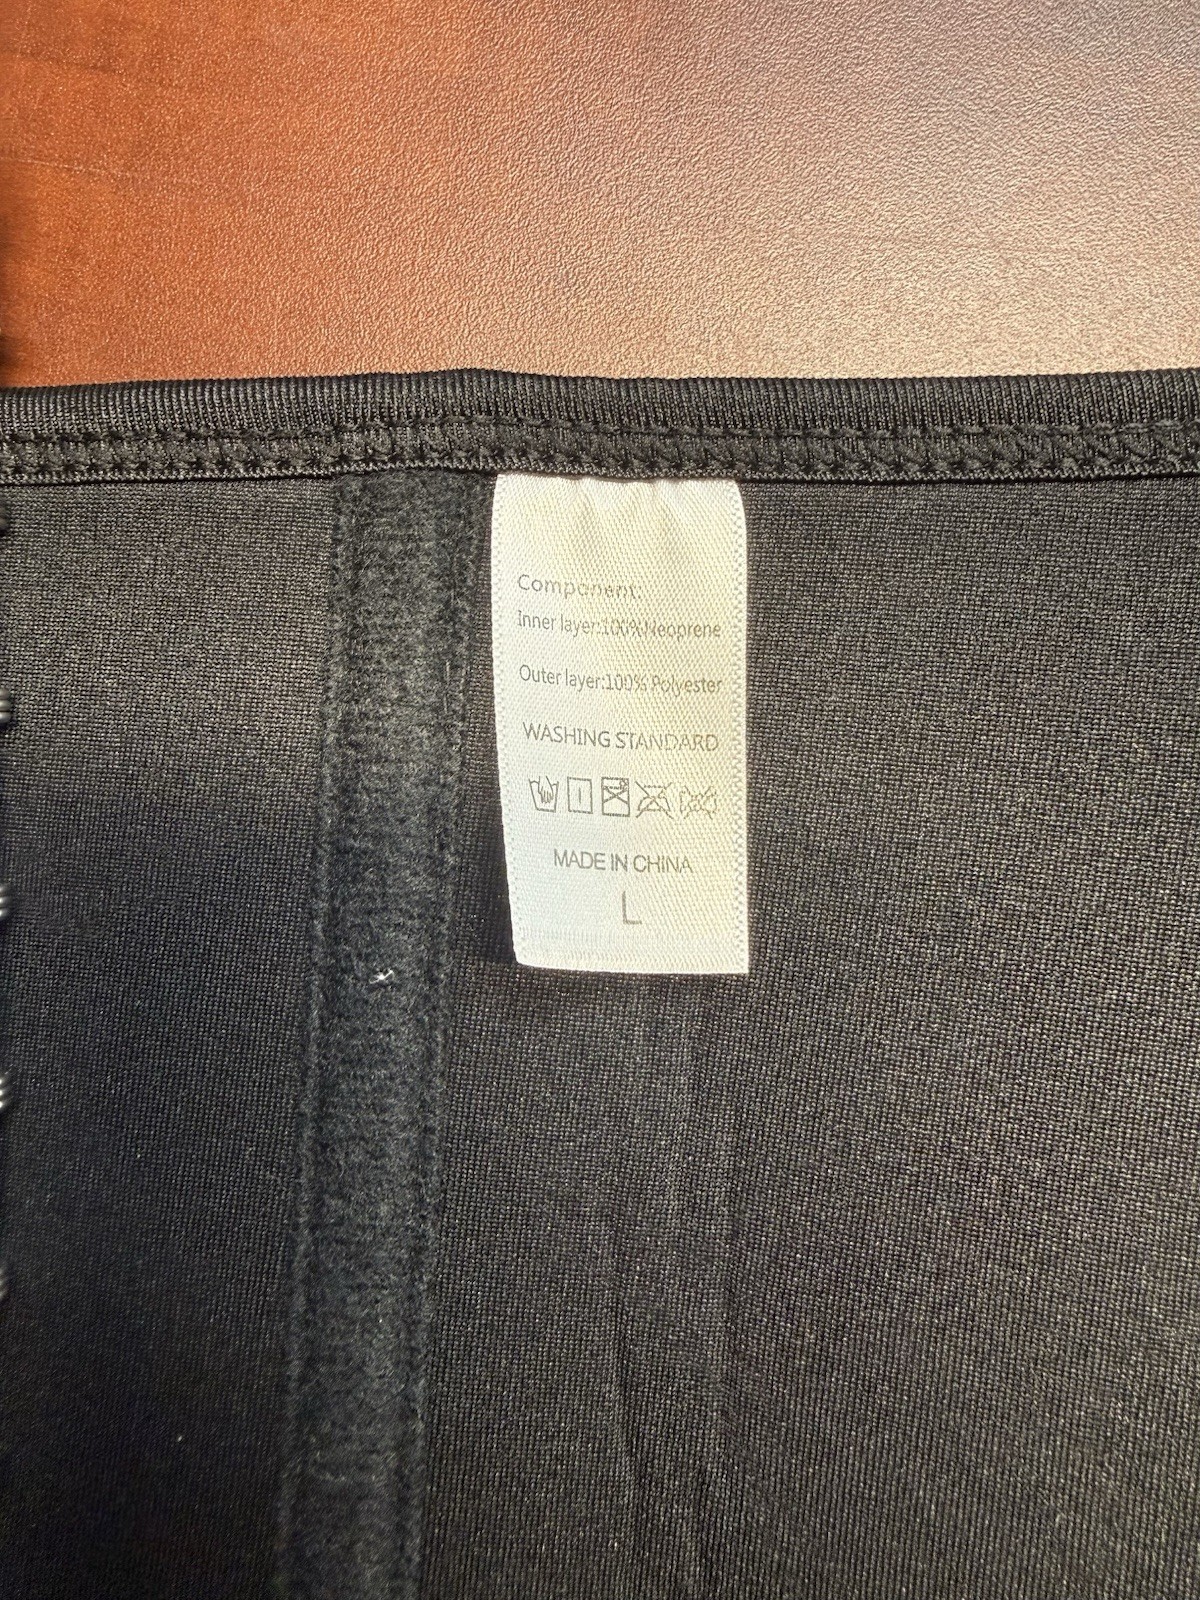 Component:
Inner layer:100%Neoprene
Outer layer:100% Polyester
WASHING STANDARD
MADE IN CHINA
L